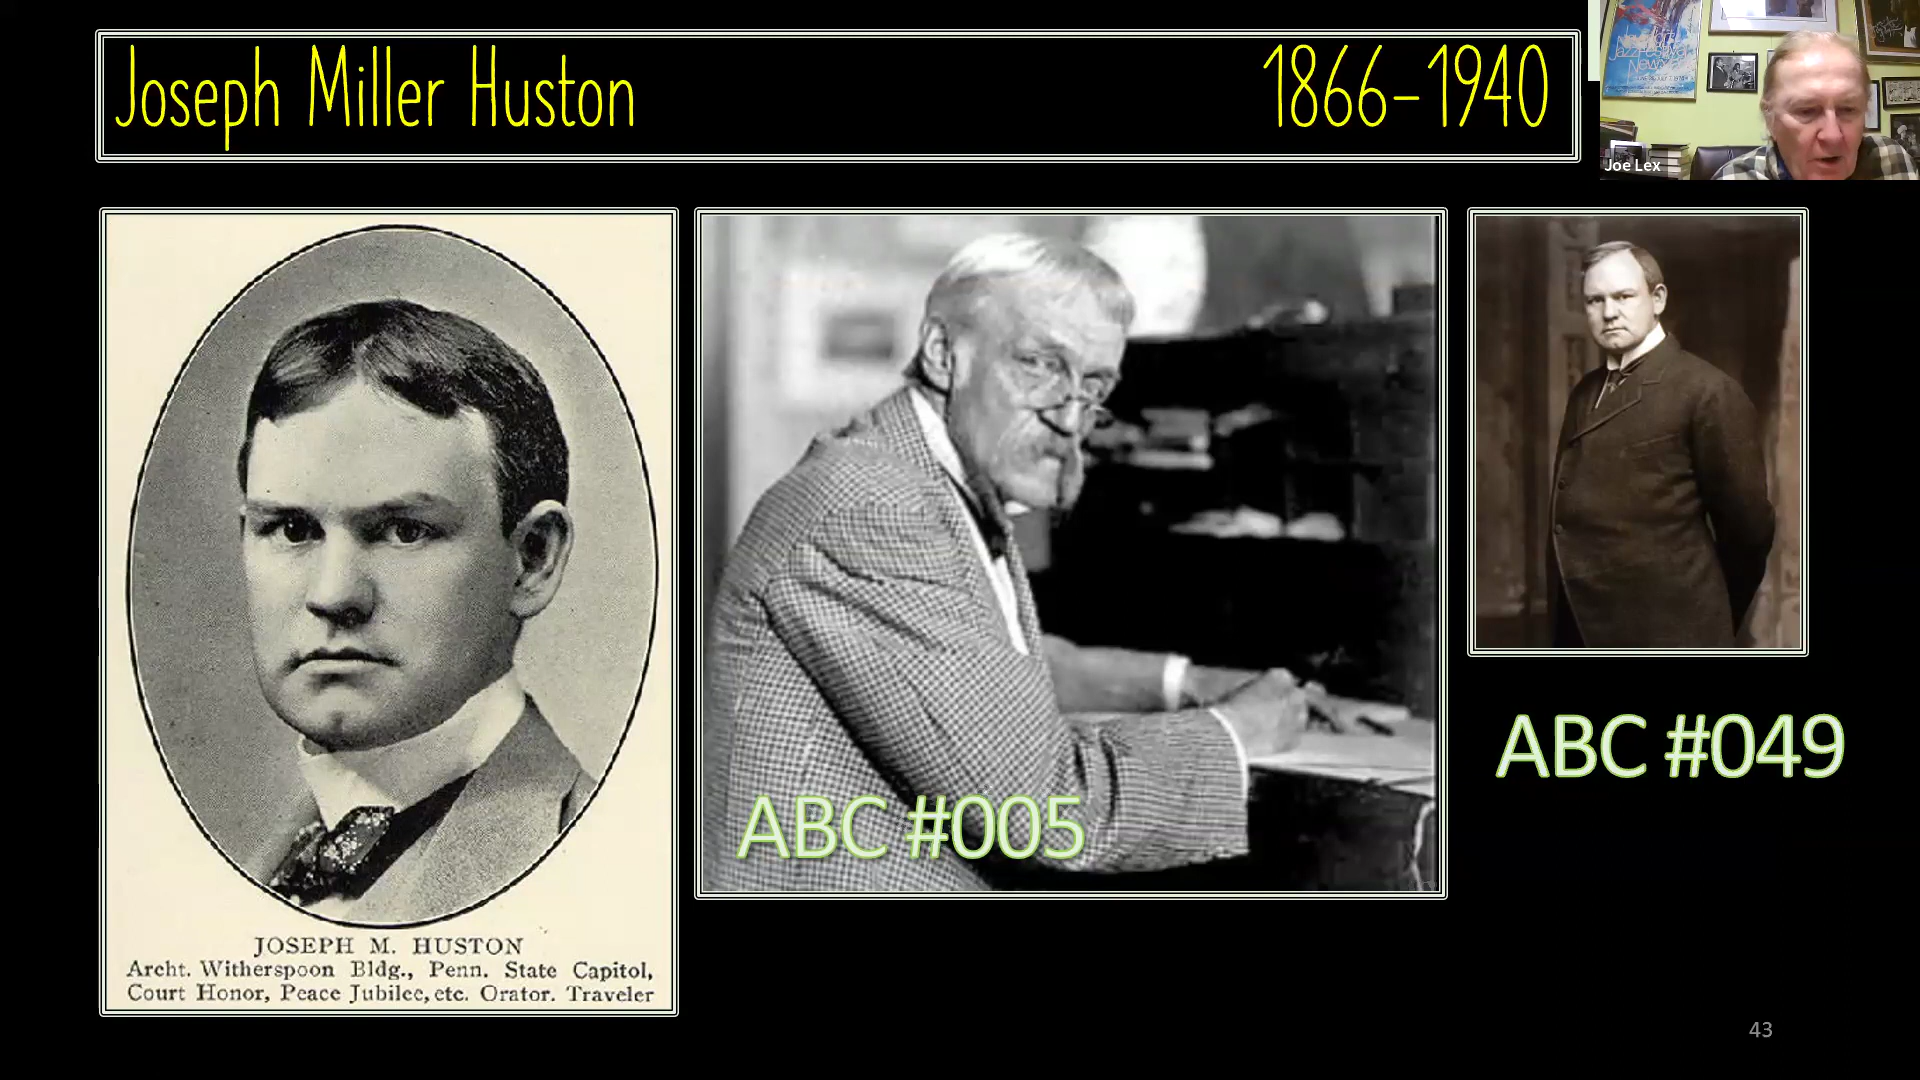 Joseph Miller Huston 1866-1940
Joe Lex
JOSEPH M. HUSTON
Archt. Witherspoon Bldg., Penn. State Capitol,
Court Honor, Peace Jubilee, etc. Orator. Traveler
ABC #005
ABC #049
43